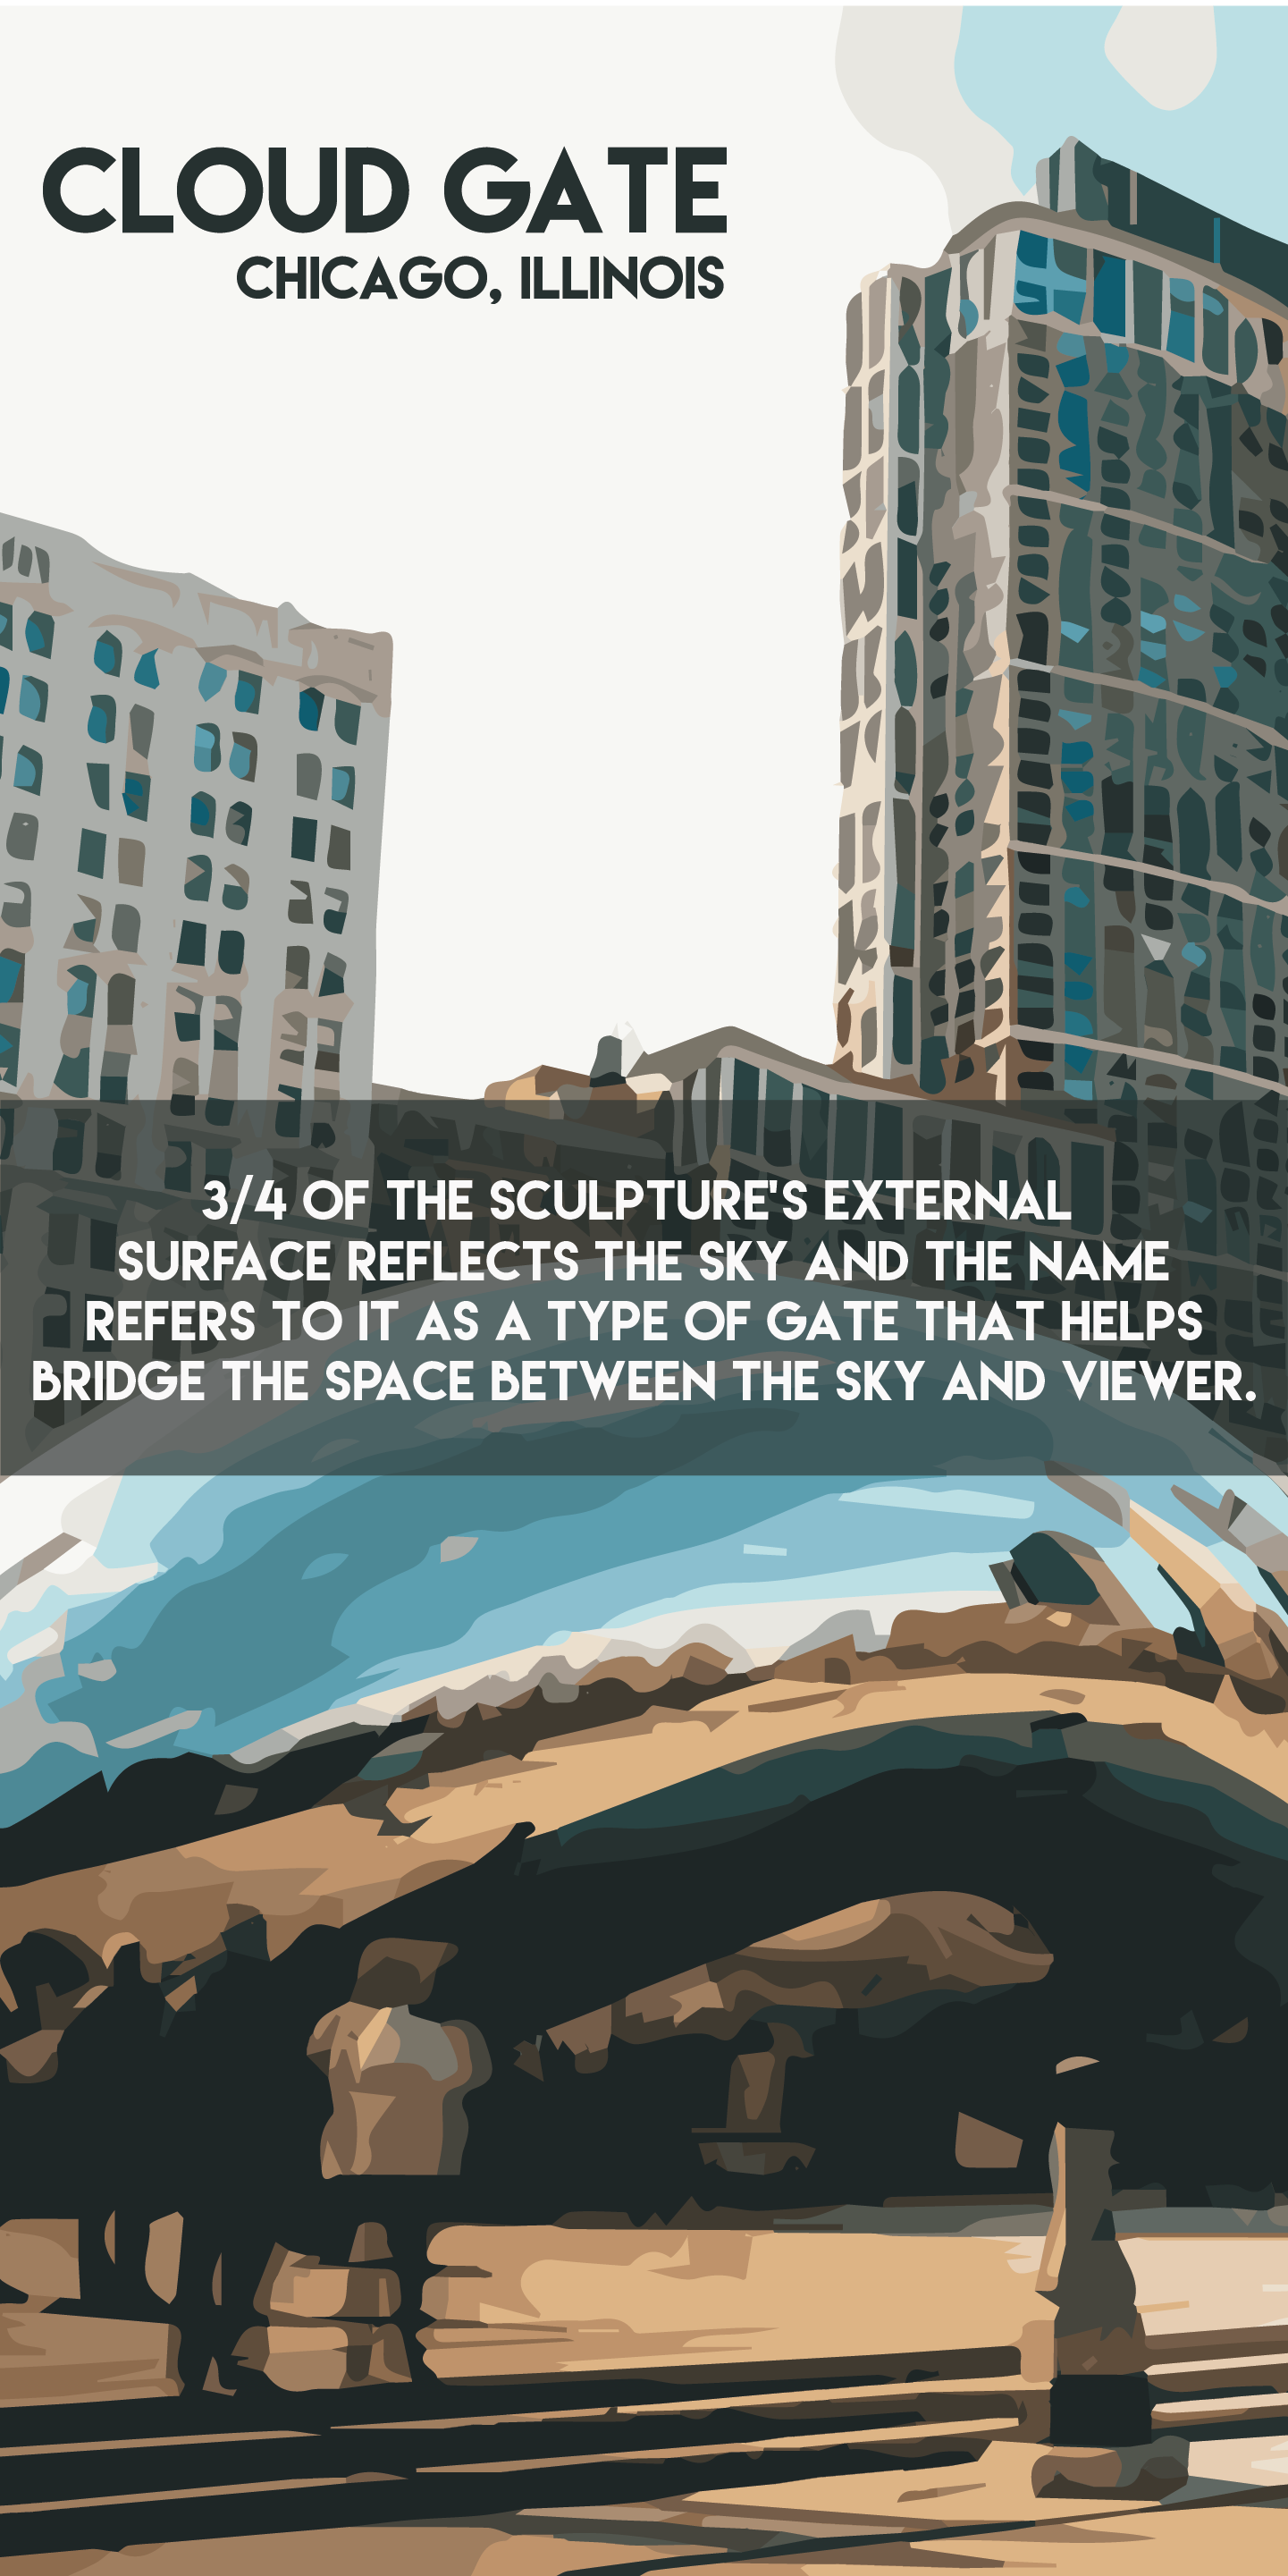 CLOUD GATE
CHICAGO, ILLINOIS
3/4 OF THE SCULPTURE'S EXTERNAL
SURFACE REFLECTS THE SKY AND THE NAME
REFERS TO IT AS A TYPE OF GATE THAT HELPS
BRIDGE THE SPACE BETWEEN THE SKY AND VIEWER.